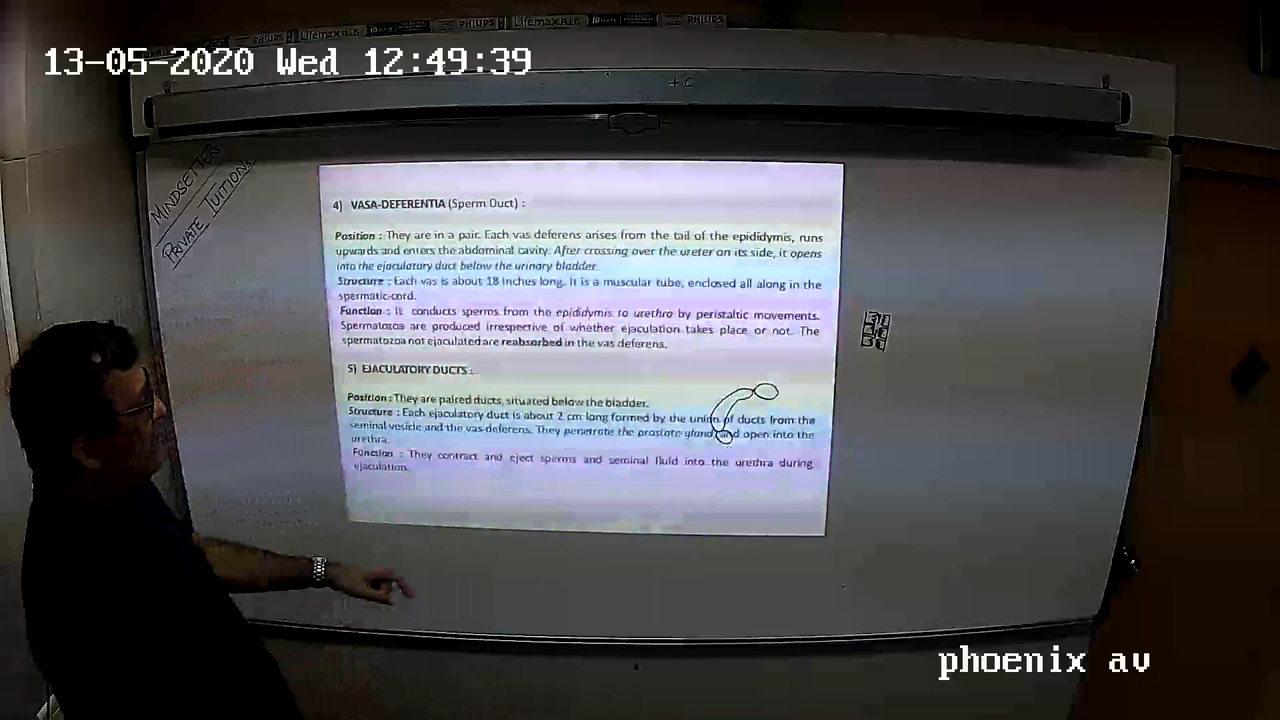 PHILIPS Lifemax PLUS PHILIPS Lifemax PLUS PHILIPS
13-05-2020 Wed 12:49:39
+C
MINDSETTER
PRIVATE TUITIONS
4) VASA-DEFERENTIA (Sperm Duct) :
Position : They are in a pair. Each vas deferens arises from the tail of the epididymis, runs
upwards and enters the abdominal cavity. After crossing over the ureter on its side, it opens
into the ejaculatory duct below the urinary bladder.
Structure : Each vas is about 18 inches long. It is a muscular tube, enclosed all along in the
spermatic-cord.
Function : It conducts sperms from the epididymis to urethra by peristaltic movements.
Spermatozoa are produced irrespective of whether ejaculation takes place or not. The
spermatozoa not ejaculated are reabsorbed in the vas deferens.
5) EJACULATORY DUCTS :
Position : They are paired ducts, situated below the bladder.
Structure : Each ejaculatory duct is about 2 cm long formed by the union of ducts from the
seminal vesicle and the vas-deferens. They penetrate the prostate gland and open into the
urethra.
Function : They contract and eject sperms and seminal fluid into the urethra during
ejaculation.
phoenix av